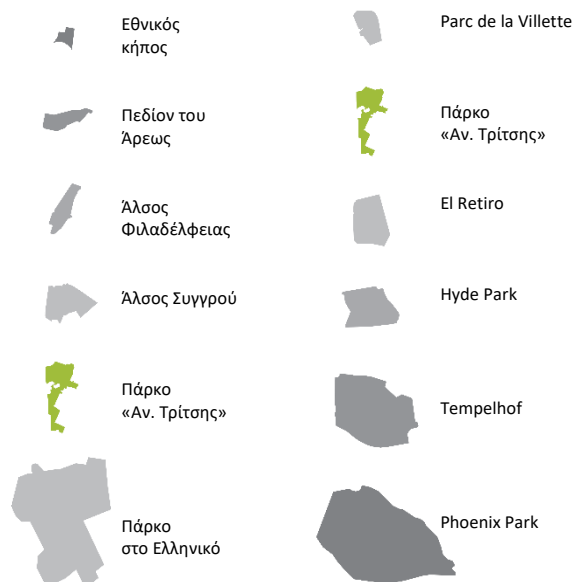 Εθνικός
κήπος
Πεδίον του
Άρεως
Άλσος
Φιλαδέλφειας
Άλσος Συγγρού
Πάρκο
«Αν. Τρίτσης»
Πάρκο
στο Ελληνικό
Parc de la Villette
Πάρκο
«Αν. Τρίτσης»
El Retiro
Hyde Park
Tempelhof
Phoenix Park